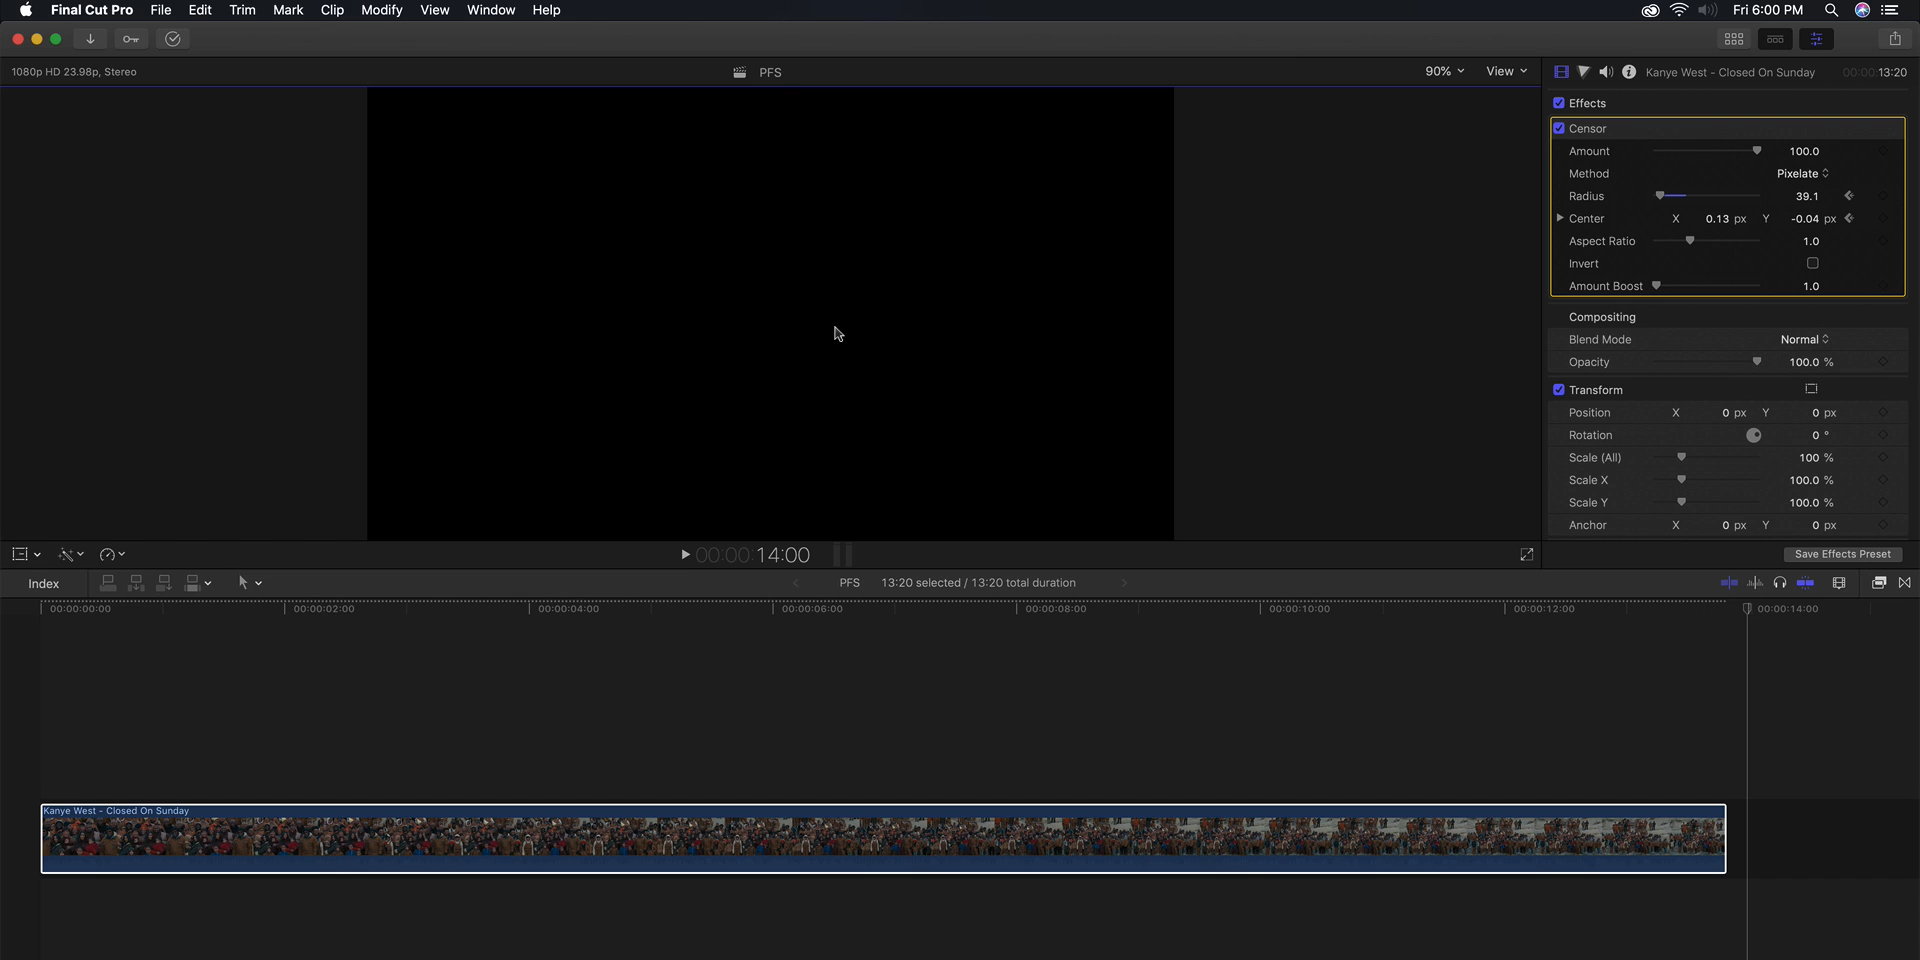 Final Cut Pro File Edit Trim Mark Clip Modify View Window Help Fri 6:00 PM
1080p HD 23.98p, Stereo PFS 90% View Kanye West - Closed On Sunday 00:00:13:20
Effects
Censor
Amount 100.0
Method Pixelate
Radius 39.1
Center X 0.13 px Y -0.04 px
Aspect Ratio 1.0
Invert
Amount Boost 1.0
Compositing
Blend Mode Normal
Opacity 100.0 %
Transform
Position X 0 px Y 0 px
Rotation 0 °
Scale (All) 100 %
Scale X 100.0 %
Scale Y 100.0 %
Anchor X 0 px Y 0 px
00:00:14:00 Save Effects Preset
Index PFS 13:20 selected / 13:20 total duration
00:00:00:00 00:00:02:00 00:00:04:00 00:00:06:00 00:00:08:00 00:00:10:00 00:00:12:00 00:00:14:00
Kanye West - Closed On Sunday